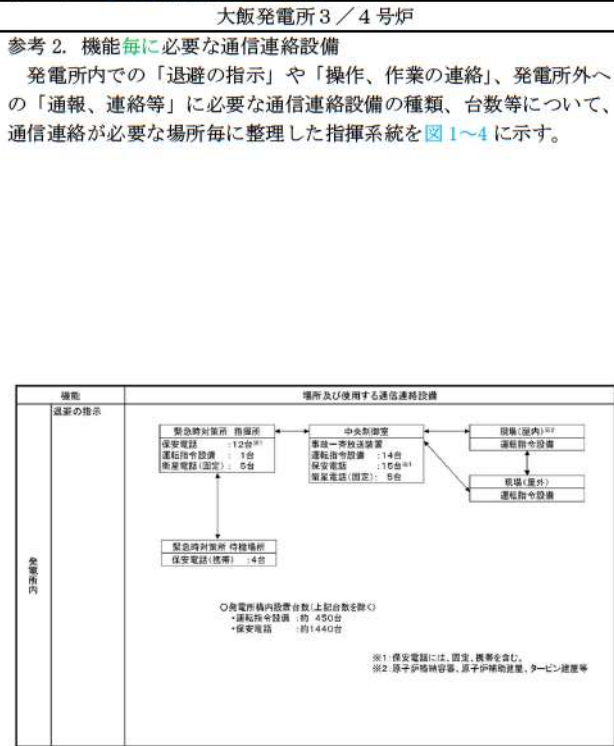 大飯発電所３／４号炉
参考 2. 機能毎に必要な通信連絡設備
発電所内での「退避の指示」や「操作、作業の連絡」、発電所外へ
の「通報、連絡等」に必要な通信連絡設備の種類、台数等について、
通信連絡が必要な場所毎に整理した指揮系統を図 1～4 に示す。
機能
場所及び使用する通信連絡設備
発電所内
退避の指示
緊急時対策所 指揮所
保安電話 :12台※1
運転指令設備 : 1台
衛星電話(固定): 5台
中央制御室
事故一斉放送装置
運転指令設備 :14台
保安電話 :15台※1
衛星電話(固定): 5台
現場(屋内)※2
運転指令設備
現場(屋外)
運転指令設備
緊急時対策所 待機場所
保安電話(携帯) :4台
○発電所構内設置台数(上記台数を除く)
・運転指令設備 :約 450台
・保安電話 :約1440台
※1:保安電話には、固定、携帯を含む。
※2:原子炉格納容器、原子炉補助建屋、タービン建屋等